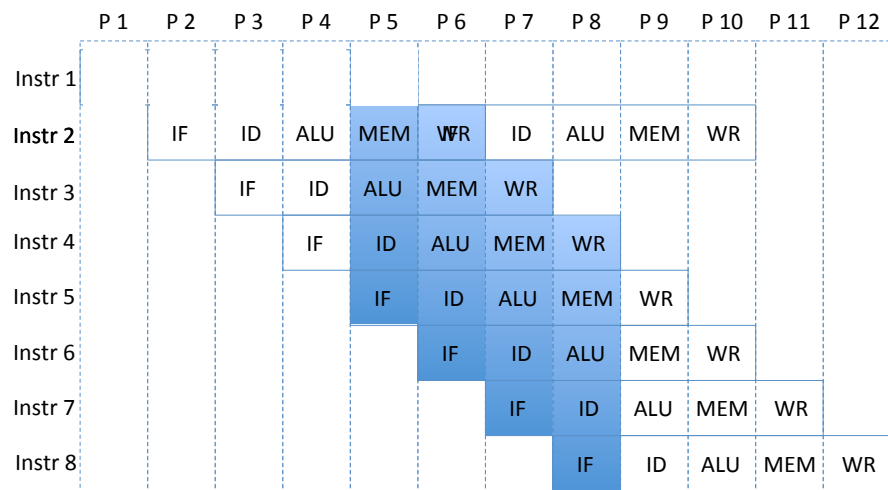 P 1 P 2 P 3 P 4 P 5 P 6 P 7 P 8 P 9 P 10 P 11 P 12
Instr 1
Instr 2 IF ID ALU MEM WR IF ID ALU MEM WR
Instr 3 IF ID ALU MEM WR
Instr 4 IF ID ALU MEM WR
Instr 5 IF ID ALU MEM WR
Instr 6 IF ID ALU MEM WR
Instr 7 IF ID ALU MEM WR
Instr 8 IF ID ALU MEM WR